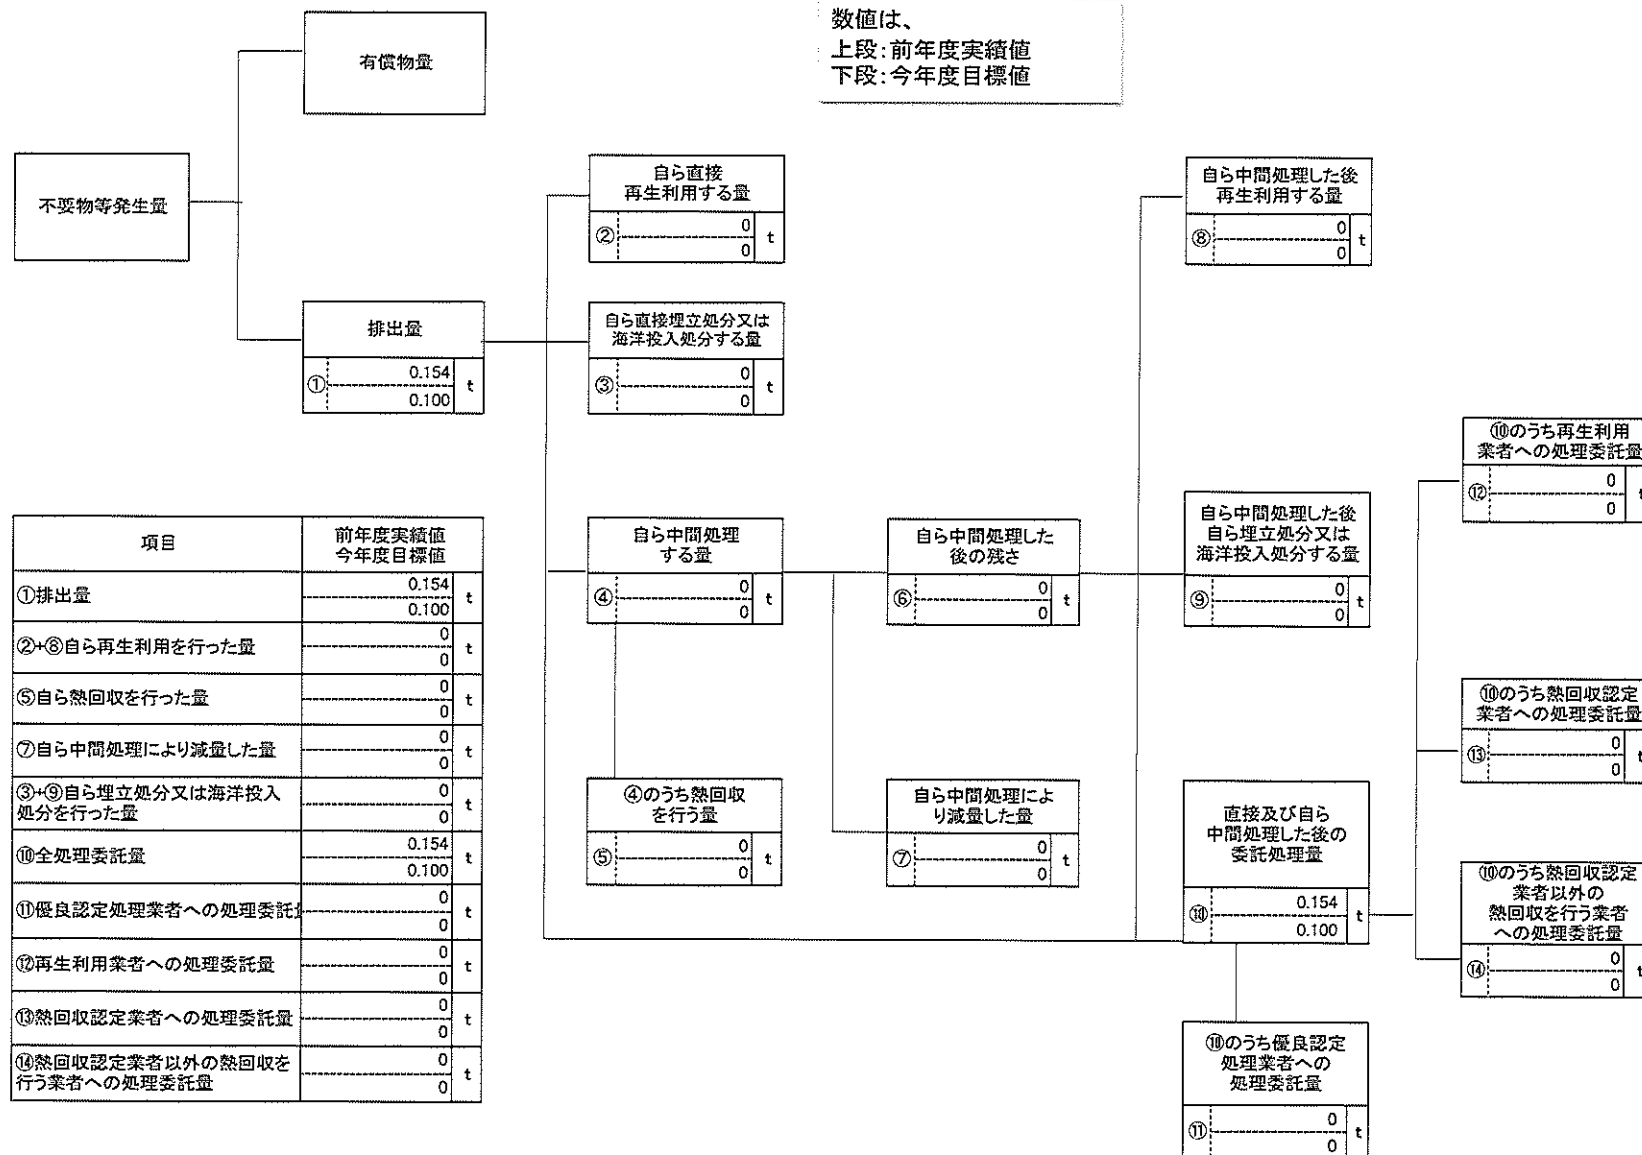 数値は、
上段:前年度実績値
下段:今年度目標値
有償物量
不要物等発生量
排出量
①
0.154
0.100
t
自ら直接
再生利用する量
②
0
0
t
自ら直接埋立処分又は
海洋投入処分する量
③
0
0
t
自ら中間処理
する量
④
0
0
t
④のうち熱回収
を行う量
⑤
0
0
t
自ら中間処理した
後の残さ
⑥
0
0
t
自ら中間処理によ
り減量した量
⑦
0
0
t
自ら中間処理した後
再生利用する量
⑧
0
0
t
自ら中間処理した後
自ら埋立処分又は
海洋投入処分する量
⑨
0
0
t
直接及び自ら
中間処理した後の
委託処理量
⑩
0.154
0.100
t
⑩のうち優良認定
処理業者への
処理委託量
⑪
0
0
t
⑩のうち再生利用
業者への処理委託量
⑫
0
0
t
⑩のうち熱回収認定
業者への処理委託量
⑬
0
0
t
⑩のうち熱回収認定
業者以外の
熱回収を行う業者
への処理委託量
⑭
0
0
t
項目
前年度実績値
今年度目標値
①排出量
0.154
0.100
t
②+⑧自ら再生利用を行った量
0
0
t
⑤自ら熱回収を行った量
0
0
t
⑦自ら中間処理により減量した量
0
0
t
③+⑨自ら埋立処分又は海洋投入
処分を行った量
0
0
t
⑩全処理委託量
0.154
0.100
t
⑪優良認定処理業者への処理委託
0
0
t
⑫再生利用業者への処理委託量
0
0
t
⑬熱回収認定業者への処理委託量
0
0
t
⑭熱回収認定業者以外の熱回収を
行う業者への処理委託量
0
0
t